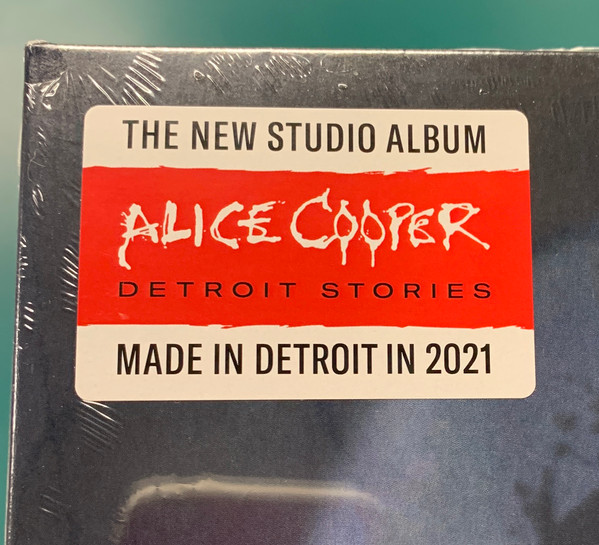 THE NEW STUDIO ALBUM
ALICE COOPER
DETROIT STORIES
MADE IN DETROIT IN 2021